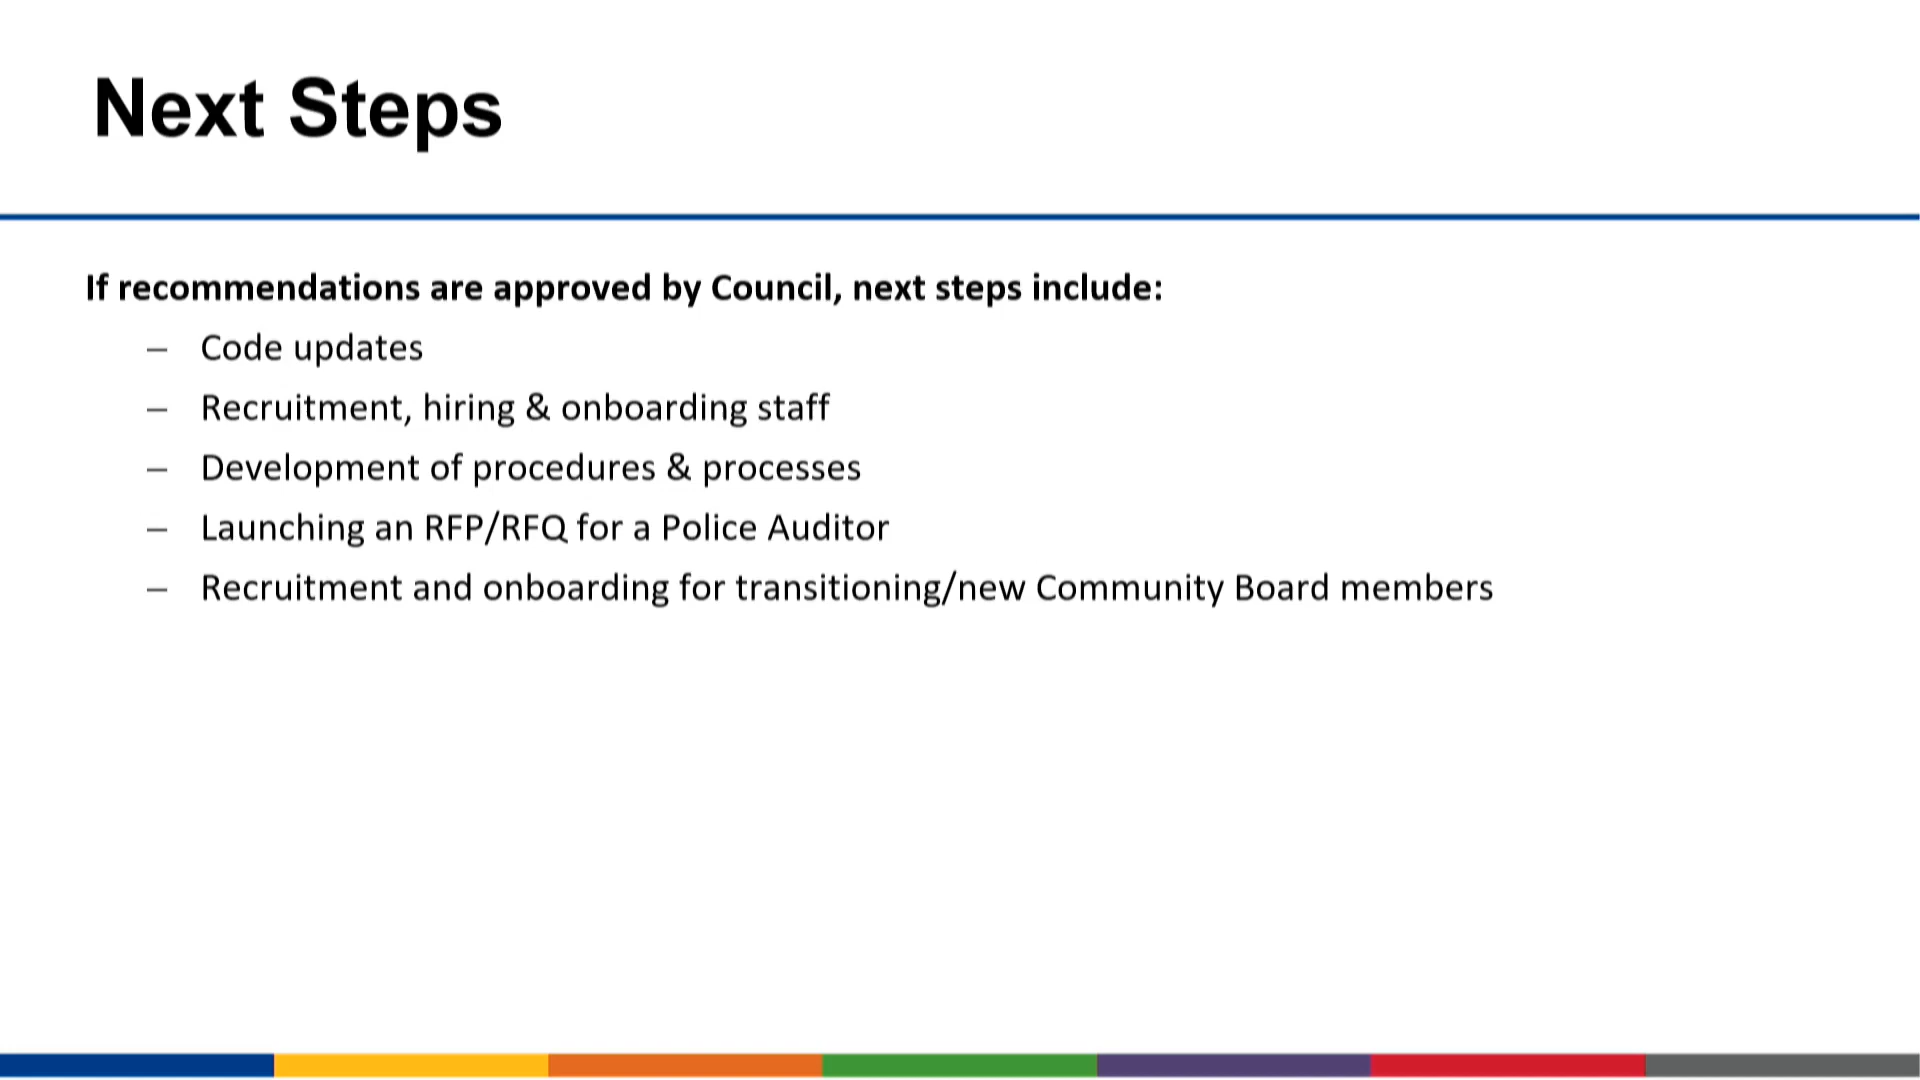 Next Steps
If recommendations are approved by Council, next steps include:
– Code updates
– Recruitment, hiring & onboarding staff
– Development of procedures & processes
– Launching an RFP/RFQ for a Police Auditor
– Recruitment and onboarding for transitioning/new Community Board members